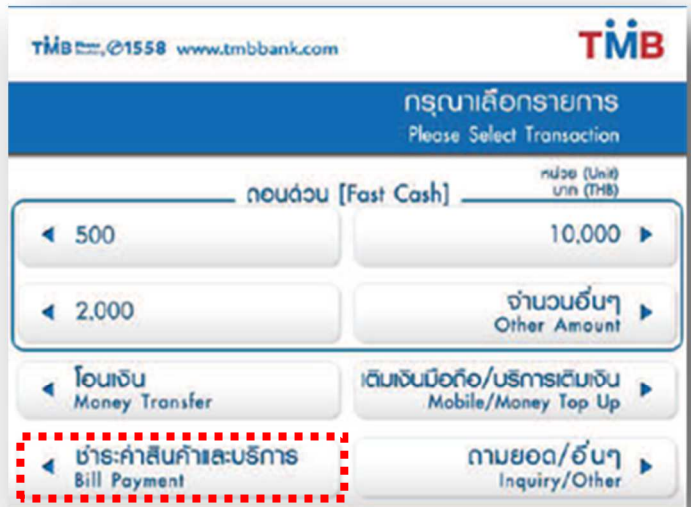 TMB Phone ✆1558 www.tmbbank.com
TMB
กรุณาเลือกรายการ
Please Select Transaction
ถอนด่วน [Fast Cash]
หน่วย (Unit)
บาท (THB)
500
10,000
2,000
จำนวนอื่นๆ
Other Amount
โอนเงิน
Money Transfer
เติมเงินมือถือ/บริการเติมเงิน
Mobile/Money Top Up
ชำระค่าสินค้าและบริการ
Bill Payment
ถามยอด/อื่นๆ
Inquiry/Other